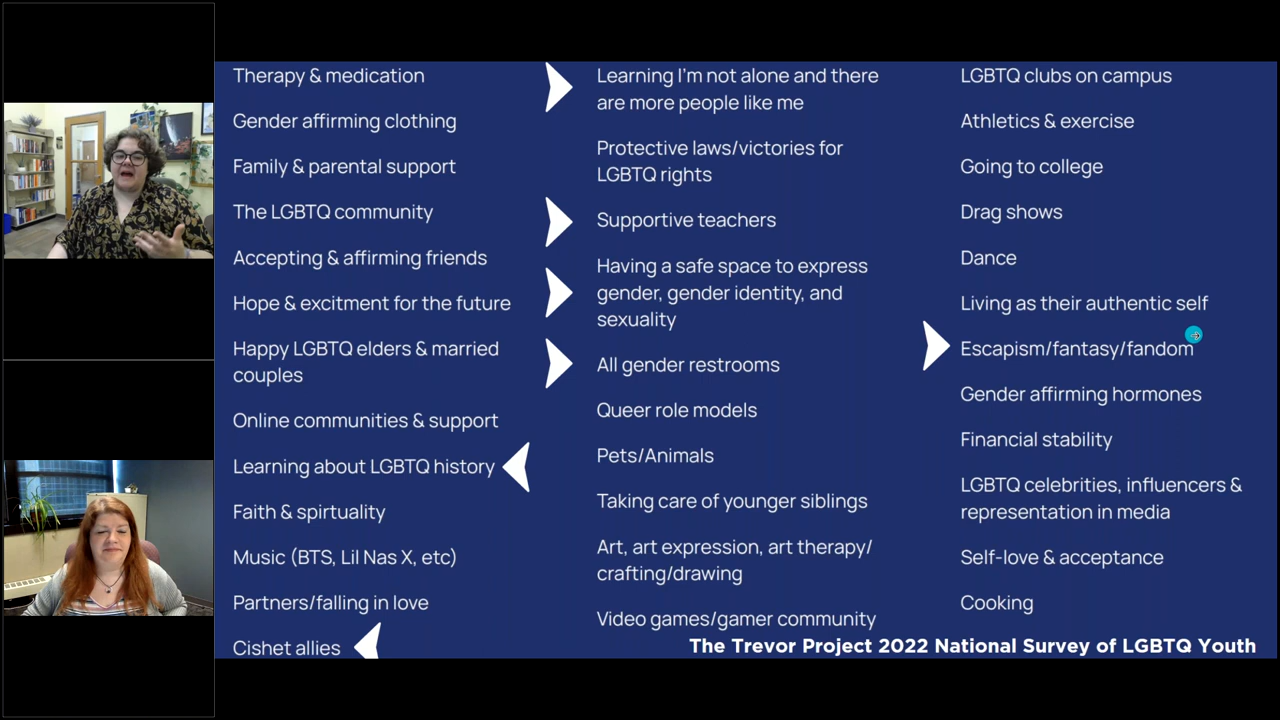 Therapy & medication
Gender affirming clothing
Family & parental support
The LGBTQ community
Accepting & affirming friends
Hope & excitment for the future
Happy LGBTQ elders & married
couples
Online communities & support
Learning about LGBTQ history
Faith & spirtuality
Music (BTS, Lil Nas X, etc)
Partners/falling in love
Cishet allies
Learning I'm not alone and there
are more people like me
Protective laws/victories for
LGBTQ rights
Supportive teachers
Having a safe space to express
gender, gender identity, and
sexuality
All gender restrooms
Queer role models
Pets/Animals
Taking care of younger siblings
Art, art expression, art therapy/
crafting/drawing
Video games/gamer community
LGBTQ clubs on campus
Athletics & exercise
Going to college
Drag shows
Dance
Living as their authentic self
Escapism/fantasy/fandom
Gender affirming hormones
Financial stability
LGBTQ celebrities, influencers &
representation in media
Self-love & acceptance
Cooking
The Trevor Project 2022 National Survey of LGBTQ Youth